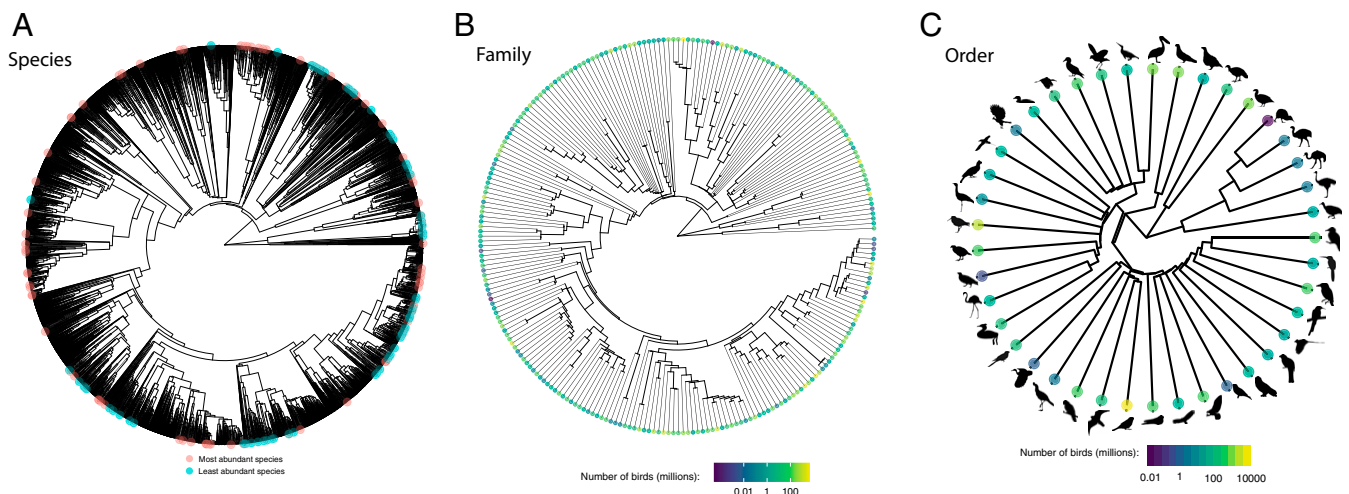 A
Species
Most abundant species
Least abundant species
B
Family
Number of birds (millions):
0.01 1 100
C
Order
Number of birds (millions):
0.01 1 100 10000